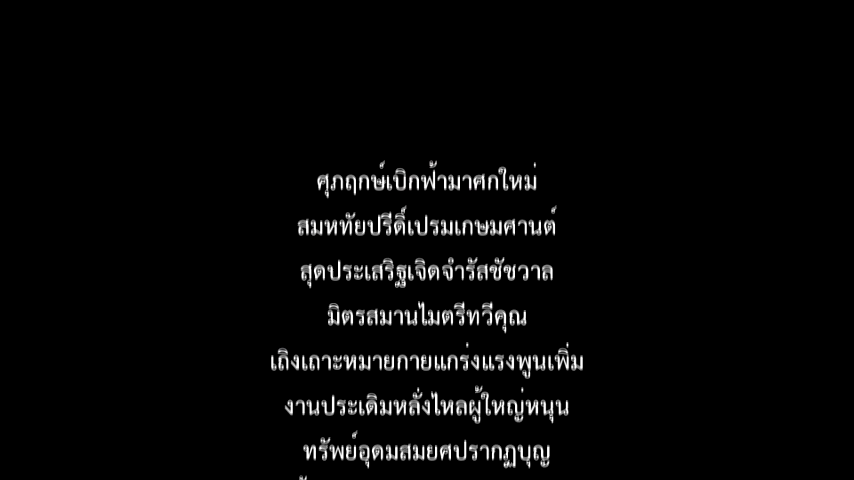 ศุภฤกษ์เบิกฟ้ามาศกใหม่
สมหทัยปรีดิ์เปรมเกษมศานต์
สุดประเสริฐเจิดจำรัสชัชวาล
มิตรสมานไมตรีทวีคุณ
เถิงเถาะหมายกายแกร่งแรงพูนเพิ่ม
งานประเดิมหลั่งไหลผู้ใหญ่หนุน
ทรัพย์อุดมสมยศปรากฏบุญ